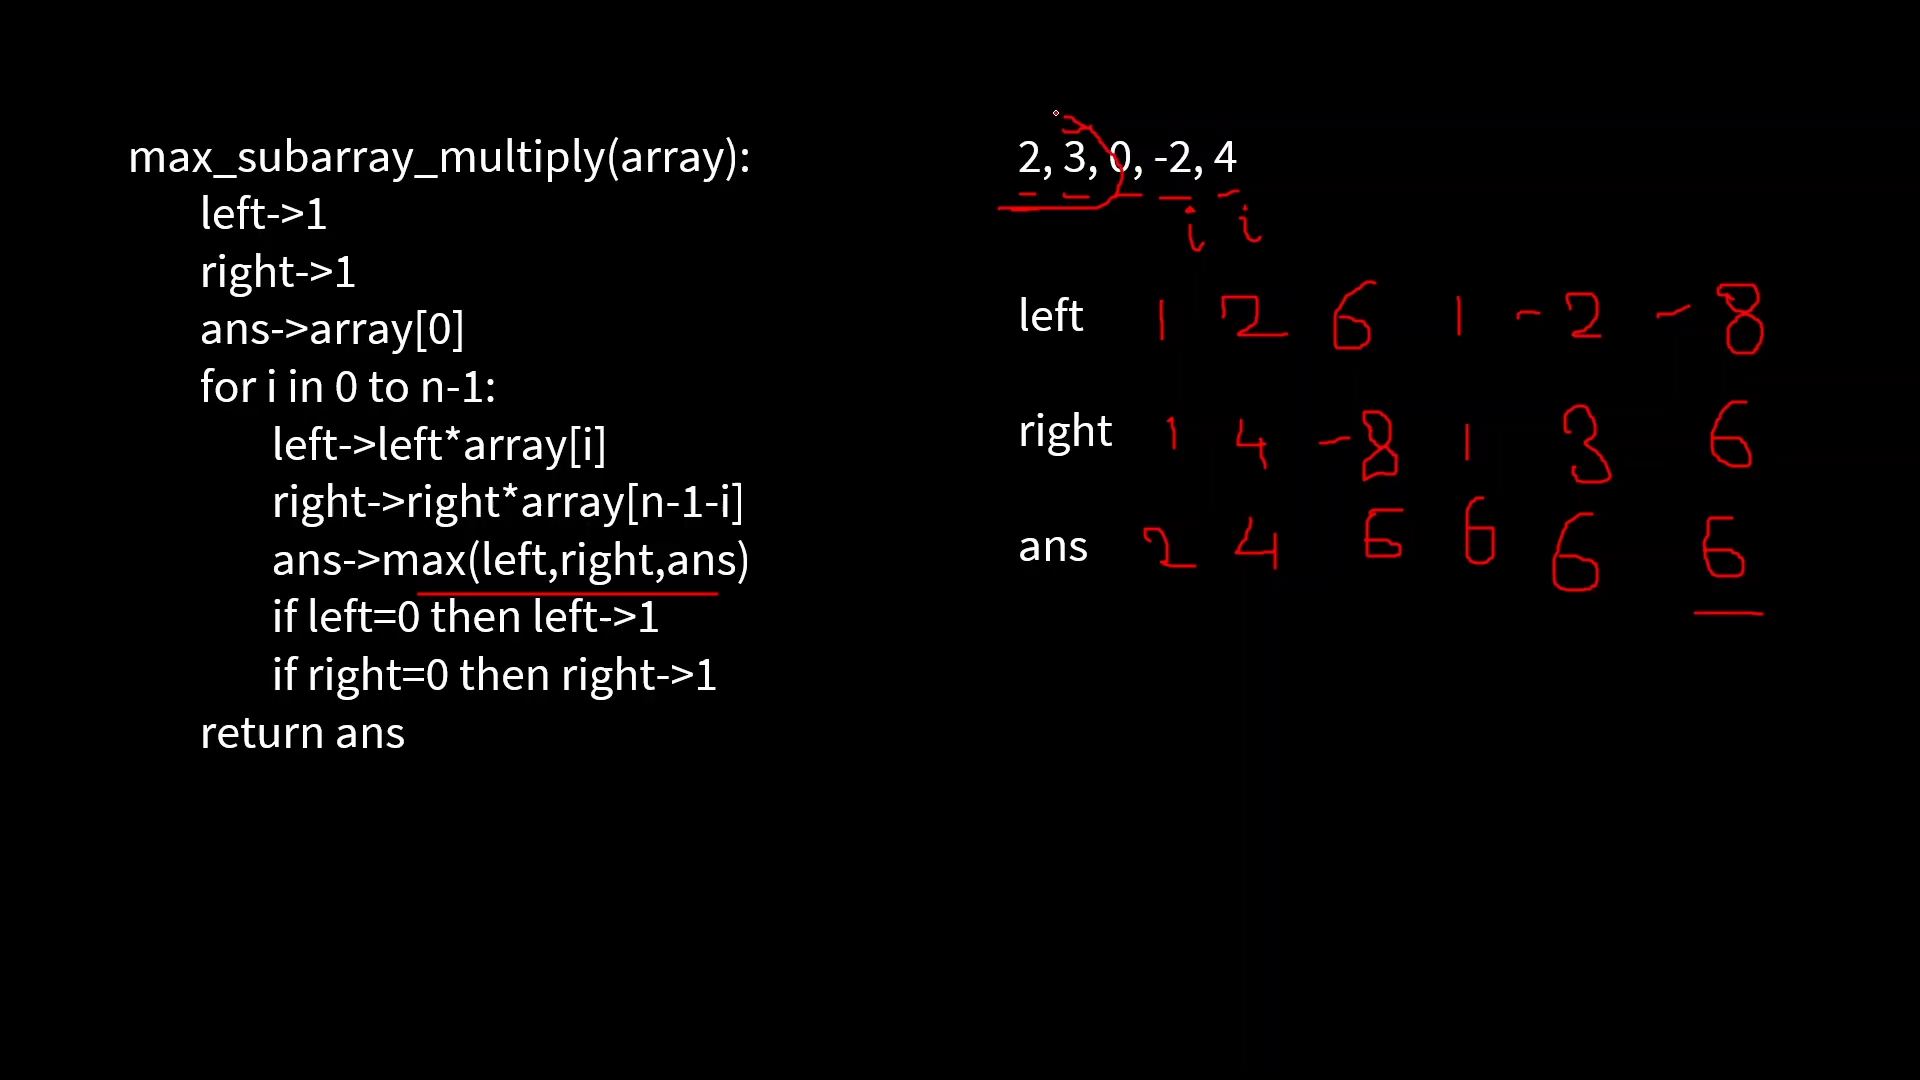 max_subarray_multiply(array):
left->1
right->1
ans->array[0]
for i in 0 to n-1:
left->left*array[i]
right->right*array[n-1-i]
ans->max(left,right,ans)
if left=0 then left->1
if right=0 then right->1
return ans
2, 3, 0, -2, 4
i i
left 1 2 6 1 -2 -8
right 1 4 -8 1 3 6
ans 2 4 6 6 6 6